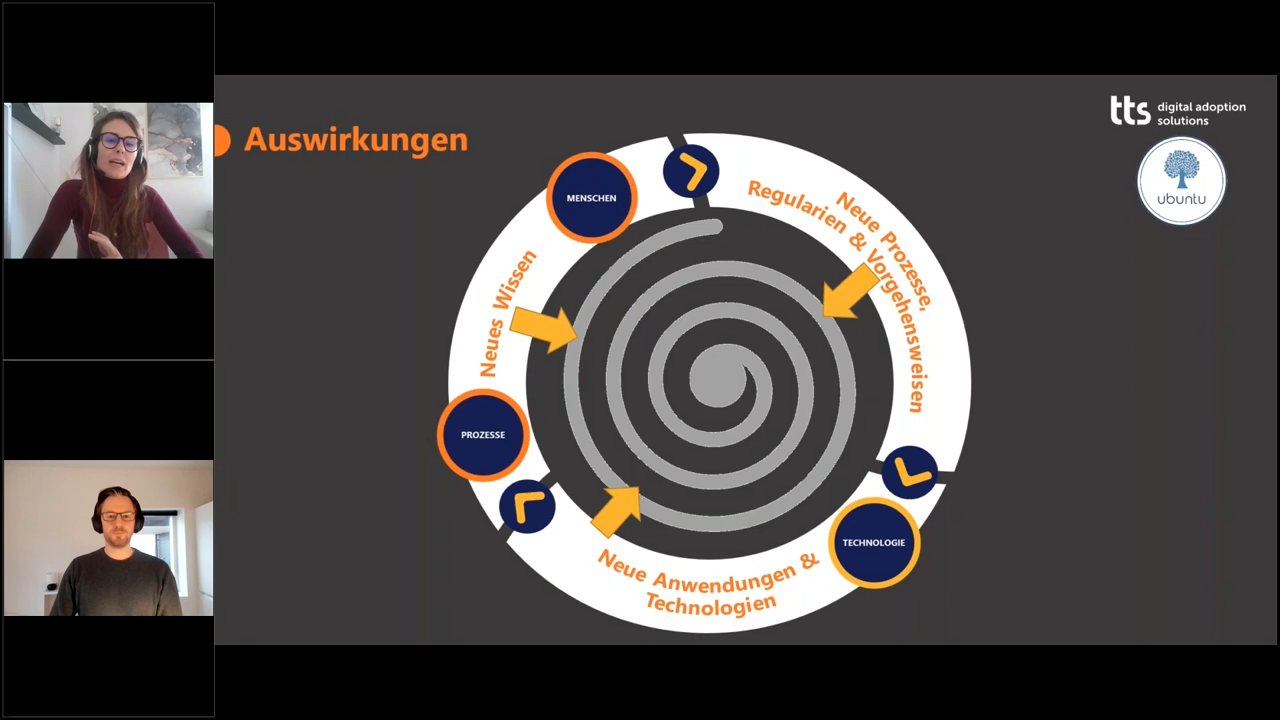 Auswirkungen
tts digital adoption
solutions
ubuntu
MENSCHEN
Neue Prozesse,
Regularien & Vorgehensweisen
Neues Wissen
PROZESSE
TECHNOLOGIE
Neue Anwendungen &
Technologien